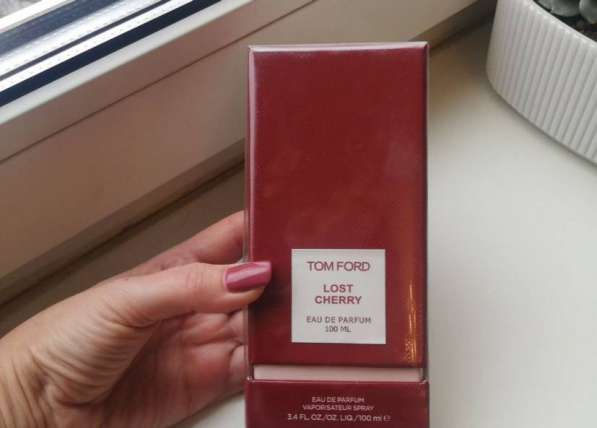 TOM FORD
LOST
CHERRY
EAU DE PARFUM
100 ML
EAU DE PARFUM
VAPORISATEUR SPRAY
3.4 FL. OZ./OZ. LIQ./100 ml ℮